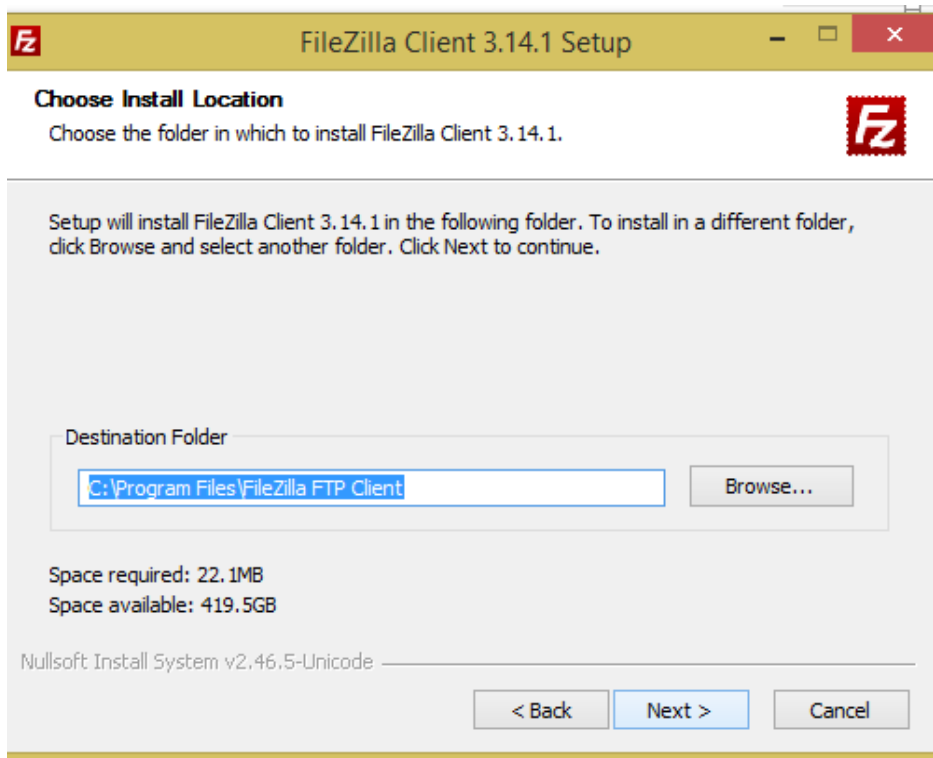 Fz
FileZilla Client 3.14.1 Setup
Choose Install Location
Choose the folder in which to install FileZilla Client 3.14.1.
Fz
Setup will install FileZilla Client 3.14.1 in the following folder. To install in a different folder,
click Browse and select another folder. Click Next to continue.
Destination Folder
C:\Program Files\FileZilla FTP Client
Browse...
Space required: 22.1MB
Space available: 419.5GB
Nullsoft Install System v2.46.5-Unicode
< Back
Next >
Cancel